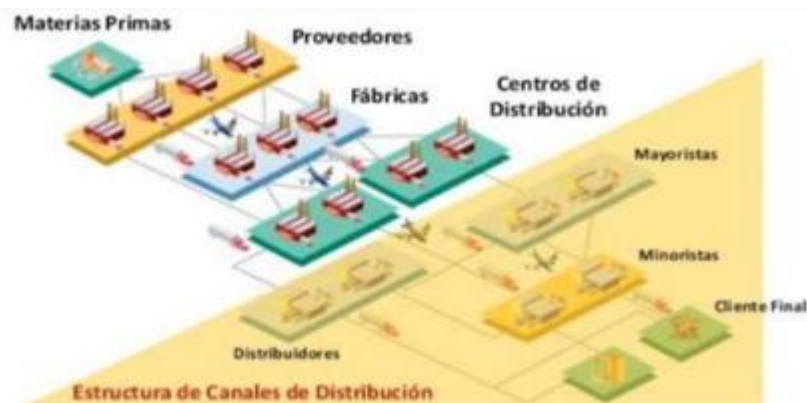 Materias Primas
Proveedores
Fábricas
Centros de
Distribución
Mayoristas
Minoristas
Cliente Final
Distribuidores
Estructura de Canales de Distribución